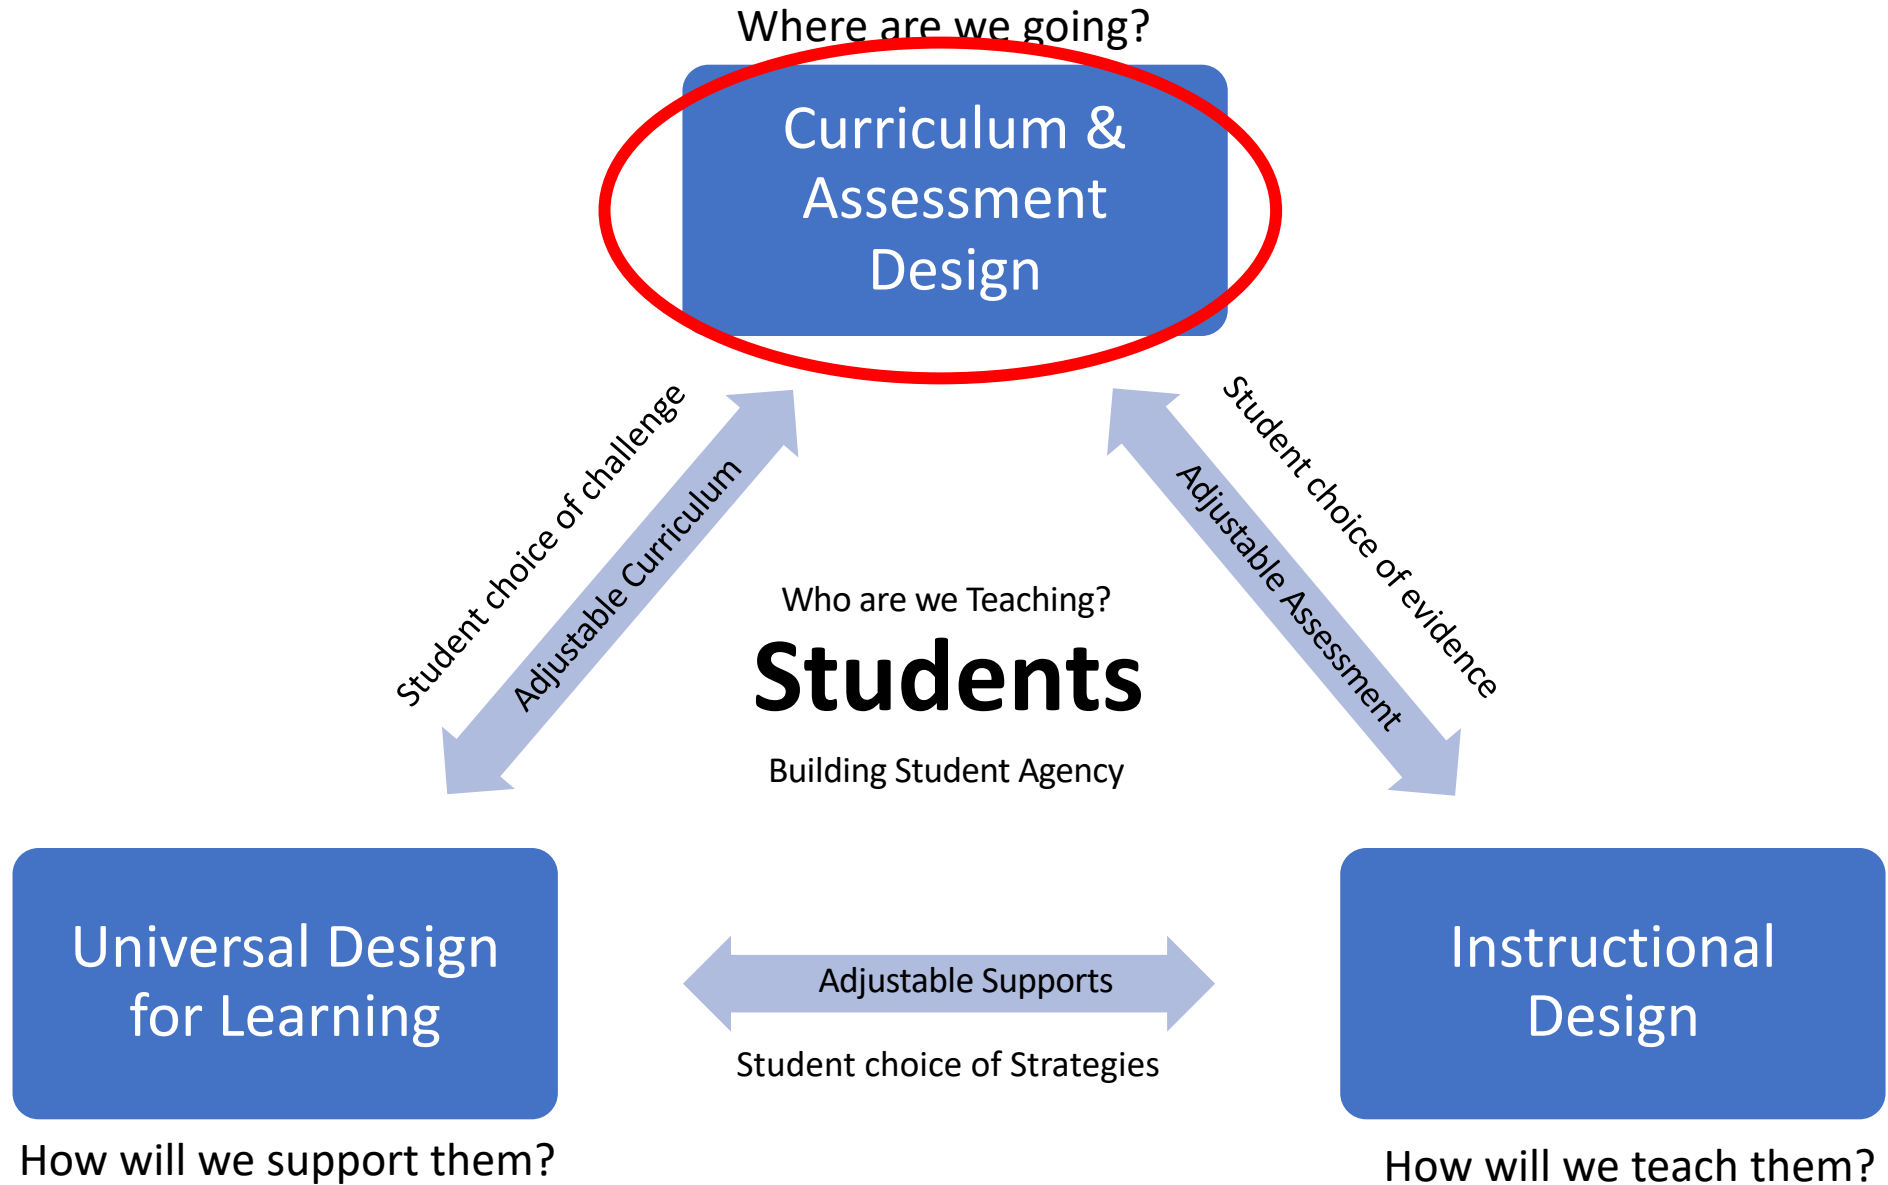 Where are we going?
Curriculum &
Assessment
Design
Student choice of challenge
Adjustable Curriculum
Student choice of evidence
Adjustable Assessment
Who are we Teaching?
Students
Building Student Agency
Universal Design
for Learning
Adjustable Supports
Student choice of Strategies
Instructional
Design
How will we support them?
How will we teach them?